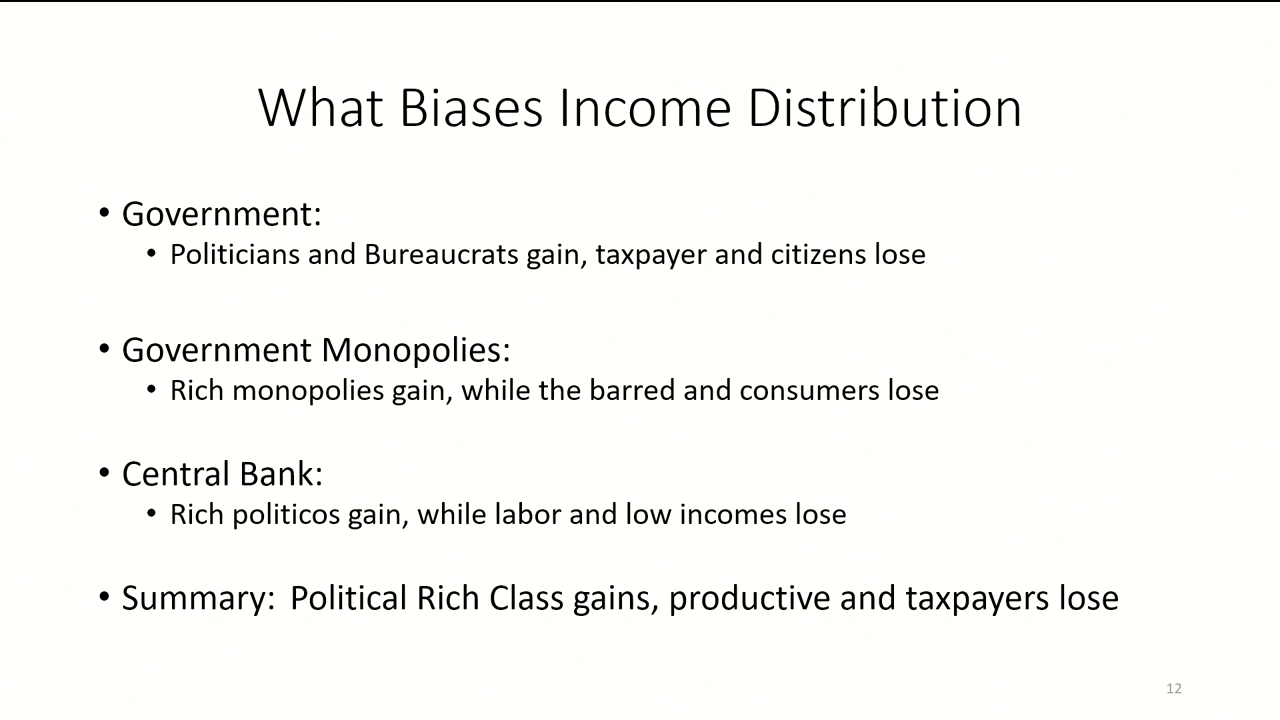 What Biases Income Distribution
• Government:
• Politicians and Bureaucrats gain, taxpayer and citizens lose
• Government Monopolies:
• Rich monopolies gain, while the barred and consumers lose
• Central Bank:
• Rich politicos gain, while labor and low incomes lose
• Summary: Political Rich Class gains, productive and taxpayers lose
12